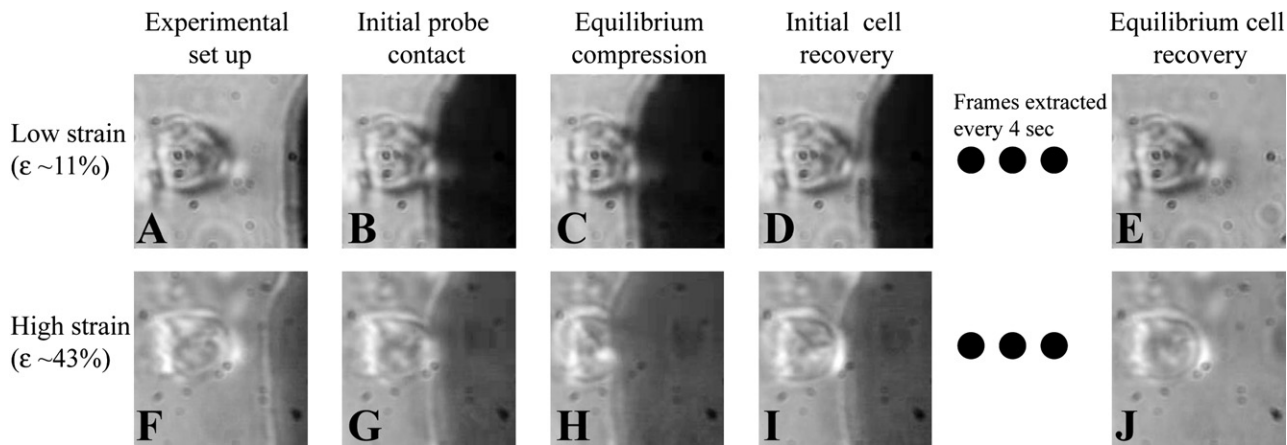 Experimental
set up
Initial probe
contact
Equilibrium
compression
Initial cell
recovery
Equilibrium cell
recovery
Low strain
(ε ~11%)
Frames extracted
every 4 sec
A
B
C
D
E
High strain
(ε ~43%)
F
G
H
I
J